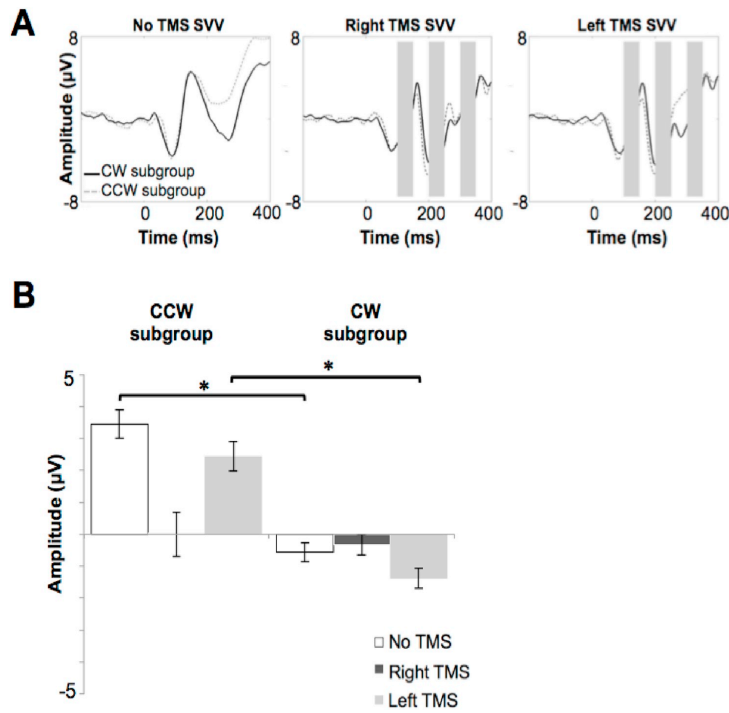 A
No TMS SVV
Right TMS SVV
Left TMS SVV
Amplitude (µV)
8
-8
CW subgroup
CCW subgroup
0 200 400
Time (ms)
8
-8
0 200 400
Time (ms)
8
-8
0 200 400
Time (ms)
B
CCW
subgroup
CW
subgroup
*
*
5
Amplitude (µV)
-5
No TMS
Right TMS
Left TMS